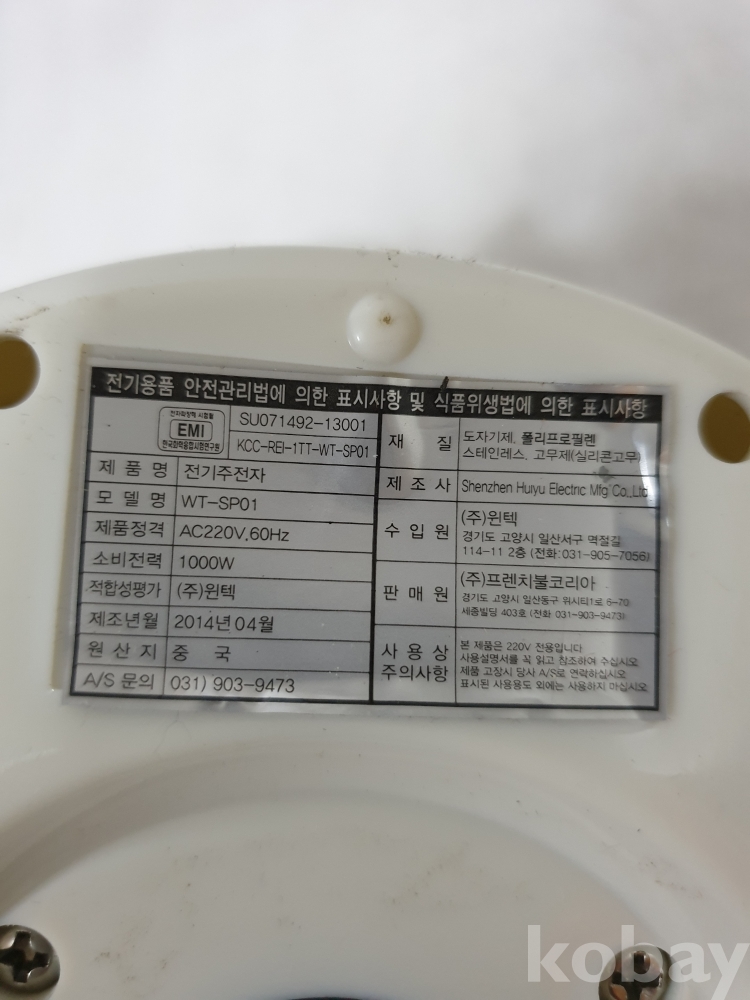 전기용품 안전관리법에 의한 표시사항 및 식품위생법에 의한 표시사항
EMI
한국화학융합시험연구원
SU071492-13001
KCC-REI-1TT-WT-SP01
제 품 명 전기주전자
모 델 명 WT-SP01
제품정격 AC220V,60Hz
소비전력 1000W
적합성평가 (주)윈텍
제조년월 2014년 04월
원 산 지 중 국
A/S 문의 031) 903-9473
재 질 도자기제, 폴리프로필렌
스테인레스, 고무제(실리콘고무)
제 조 사 Shenzhen Huiyu Electric Mfg Co.,Ltd
수 입 원 (주)윈텍
경기도 고양시 일산서구 멱절길
114-11 2층 (전화:031-905-7056)
판 매 원 (주)프렌치불코리아
경기도 고양시 일산동구 위시티1로 6-70
세종빌딩 403호 (전화 031-903-9473)
사 용 상
주의사항
본 제품은 220V 전용입니다
사용설명서를 꼭 읽고 참조하여 주십시오
제품 고장시 당사 A/S로 연락하십시오
표시된 사용용도 외에는 사용하지 마십시오
kobay